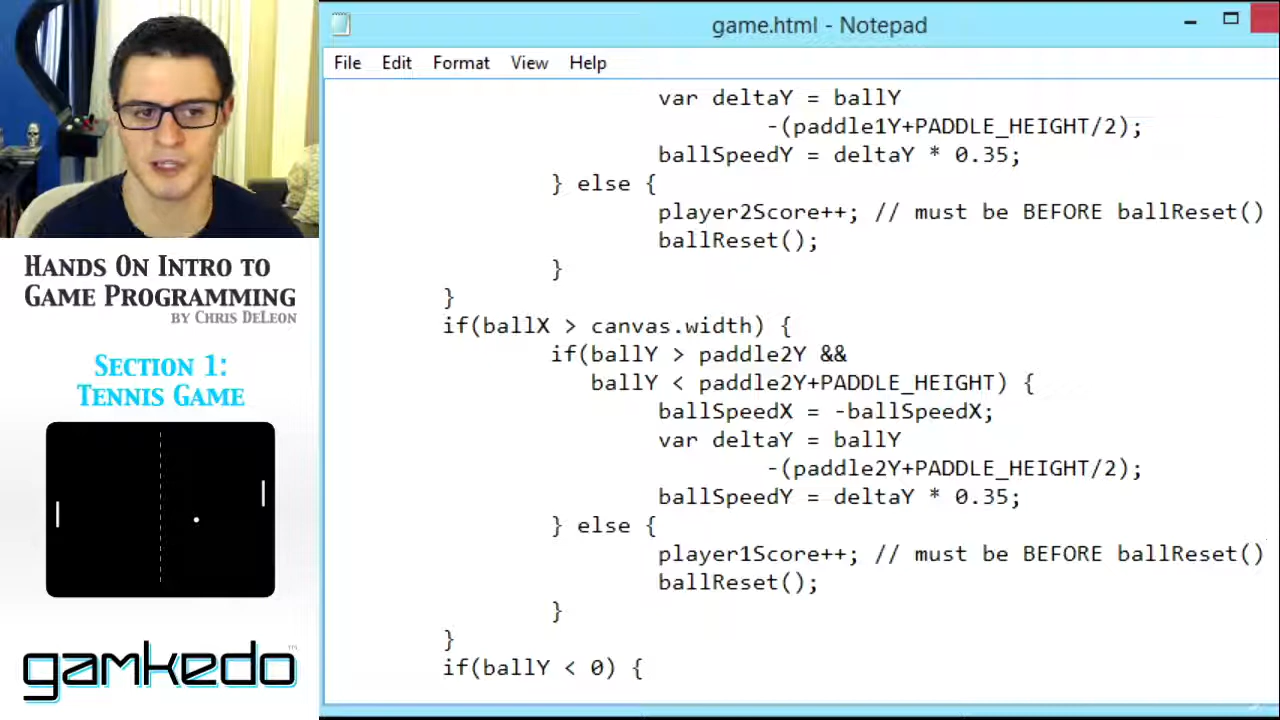 game.html - Notepad
File Edit Format View Help
var deltaY = ballY
-(paddle1Y+PADDLE_HEIGHT/2);
ballSpeedY = deltaY * 0.35;
} else {
player2Score++; // must be BEFORE ballReset()
ballReset();
}
}
if(ballX > canvas.width) {
if(ballY > paddle2Y &&
ballY < paddle2Y+PADDLE_HEIGHT) {
ballSpeedX = -ballSpeedX;
var deltaY = ballY
-(paddle2Y+PADDLE_HEIGHT/2);
ballSpeedY = deltaY * 0.35;
} else {
player1Score++; // must be BEFORE ballReset()
ballReset();
}
}
if(ballY < 0) {
Hands On Intro to
Game Programming
by Chris DeLeon
Section 1:
Tennis Game
gamkedo